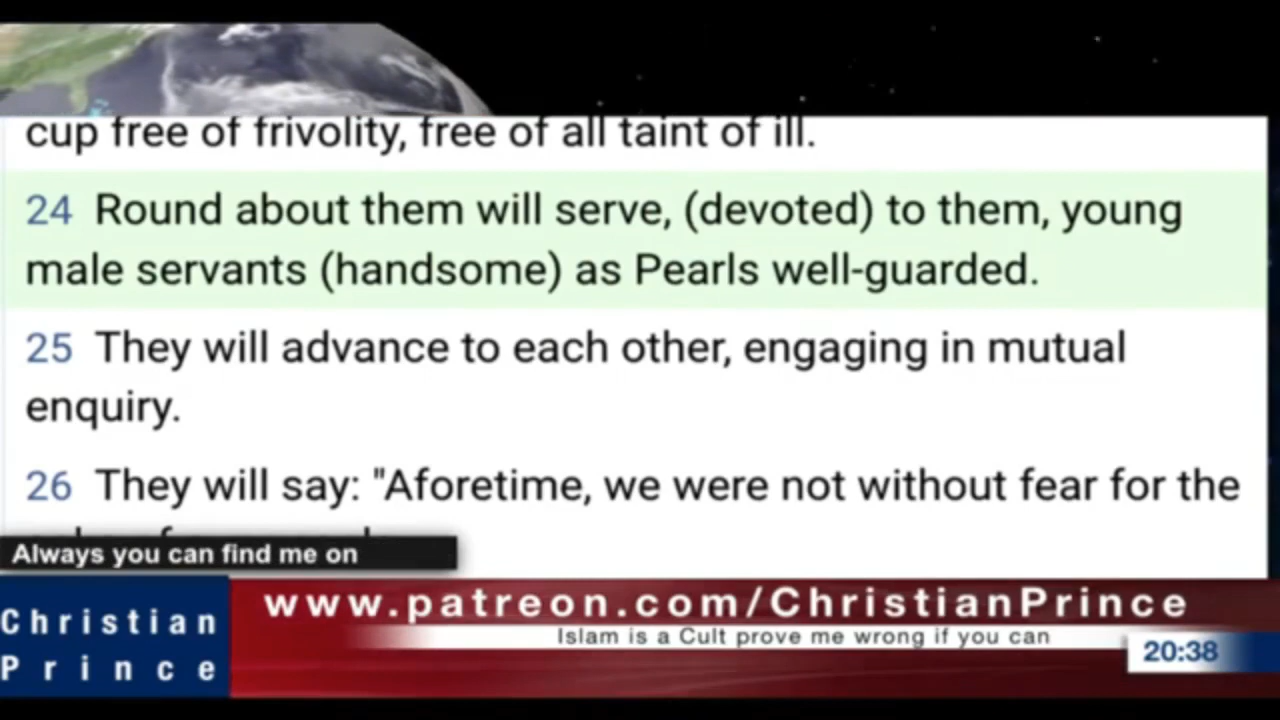 cup free of frivolity, free of all taint of ill.
24 Round about them will serve, (devoted) to them, young
male servants (handsome) as Pearls well-guarded.
25 They will advance to each other, engaging in mutual
enquiry.
26 They will say: "Aforetime, we were not without fear for the
Always you can find me on
www.patreon.com/ChristianPrince
Islam is a Cult prove me wrong if you can
Christian
Prince
20:38